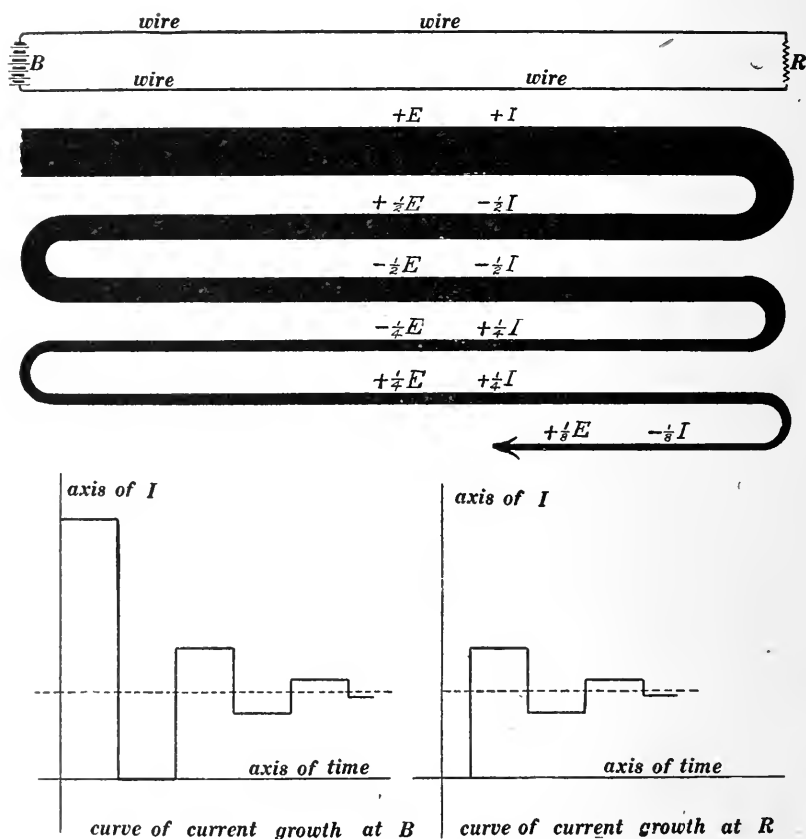 wire wire
B R
wire wire
+E +I
+½E −½I
−½E −½I
−¼E +¼I
+¼E +¼I
+⅛E −⅛I
axis of I axis of I
axis of time axis of time
curve of current growth at B curve of current growth at R